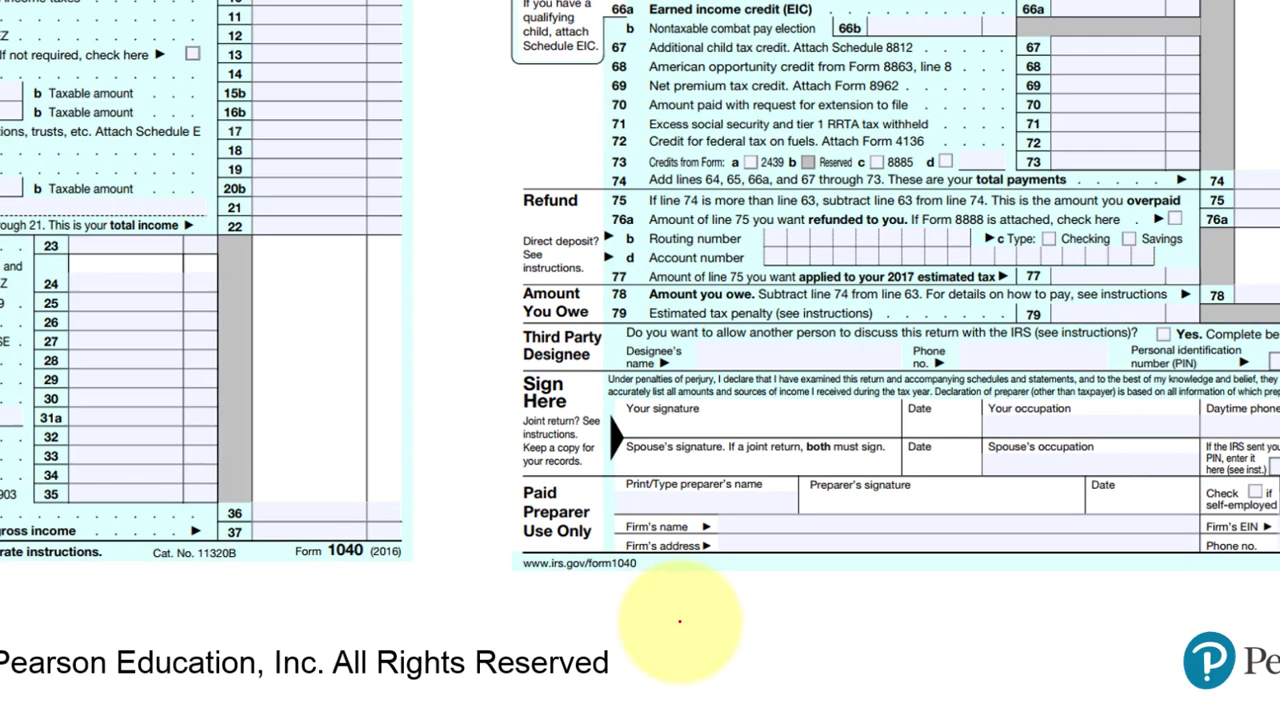 11
12
Z
If not required, check here
13
14
b Taxable amount
15b
b Taxable amount
16b
ions, trusts, etc. Attach Schedule E
17
18
19
b Taxable amount
20b
21
ough 21. This is your total income
22
23
and
Z
24
9
25
26
SE
27
28
29
30
31a
32
33
34
903
35
36
gross income
37
rate instructions.
Cat. No. 11320B
Form 1040 (2016)
If you have a
qualifying
child, attach
Schedule EIC.
66a Earned income credit (EIC) 66a
b Nontaxable combat pay election 66b
67 Additional child tax credit. Attach Schedule 8812 67
68 American opportunity credit from Form 8863, line 8 68
69 Net premium tax credit. Attach Form 8962 69
70 Amount paid with request for extension to file 70
71 Excess social security and tier 1 RRTA tax withheld 71
72 Credit for federal tax on fuels. Attach Form 4136 72
73 Credits from Form: a 2439 b Reserved c 8885 d 73
74 Add lines 64, 65, 66a, and 67 through 73. These are your total payments 74
Refund
75 If line 74 is more than line 63, subtract line 63 from line 74. This is the amount you overpaid 75
76a Amount of line 75 you want refunded to you. If Form 8888 is attached, check here 76a
Direct deposit?
See
instructions.
b Routing number c Type: Checking Savings
d Account number
77 Amount of line 75 you want applied to your 2017 estimated tax 77
Amount
You Owe
78 Amount you owe. Subtract line 74 from line 63. For details on how to pay, see instructions 78
79 Estimated tax penalty (see instructions) 79
Third Party
Designee
Do you want to allow another person to discuss this return with the IRS (see instructions)? Yes. Complete be
Designee's
name
Phone
no.
Personal identification
number (PIN)
Sign
Here
Joint return? See
instructions.
Keep a copy for
your records.
Under penalties of perjury, I declare that I have examined this return and accompanying schedules and statements, and to the best of my knowledge and belief, they
accurately list all amounts and sources of income I received during the tax year. Declaration of preparer (other than taxpayer) is based on all information of which prep
Your signature Date Your occupation Daytime phone
Spouse's signature. If a joint return, both must sign. Date Spouse's occupation
If the IRS sent you
PIN, enter it
here (see inst.)
Paid
Preparer
Use Only
Print/Type preparer's name Preparer's signature Date
Check if
self-employed
Firm's name Firm's EIN
Firm's address Phone no.
www.irs.gov/form1040
Pearson Education, Inc. All Rights Reserved
P Pe